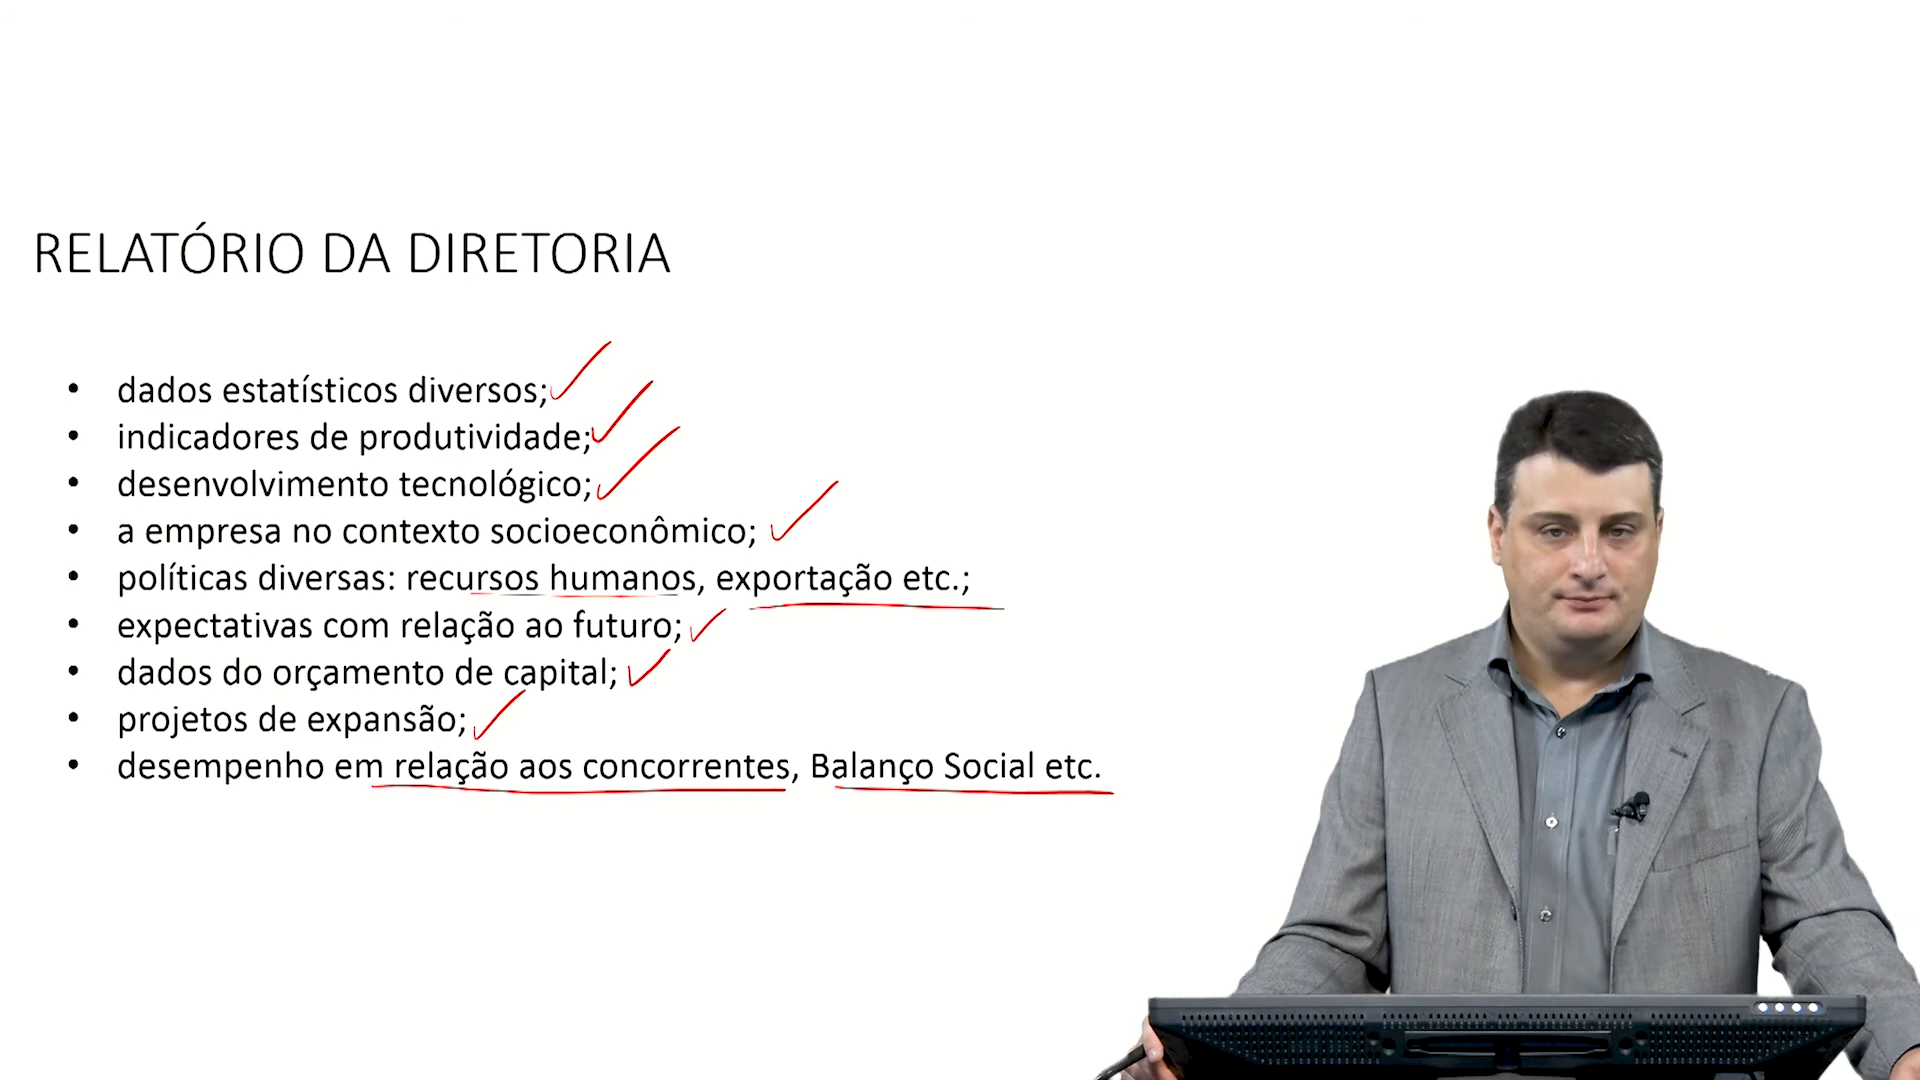 RELATÓRIO DA DIRETORIA
• dados estatísticos diversos;
• indicadores de produtividade;
• desenvolvimento tecnológico;
• a empresa no contexto socioeconômico;
• políticas diversas: recursos humanos, exportação etc.;
• expectativas com relação ao futuro;
• dados do orçamento de capital;
• projetos de expansão;
• desempenho em relação aos concorrentes, Balanço Social etc.